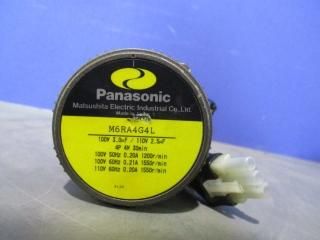 Panasonic
Matsushita Electric Industrial Co.,Ltd.
Made in Japan
M6RA4G4L
100V 3.0μF / 110V 2.5μF
4P 4W 30min
100V 50Hz 0.20A 1200r/min
100V 60Hz 0.21A 1550r/min
110V 60Hz 0.20A 1550r/min